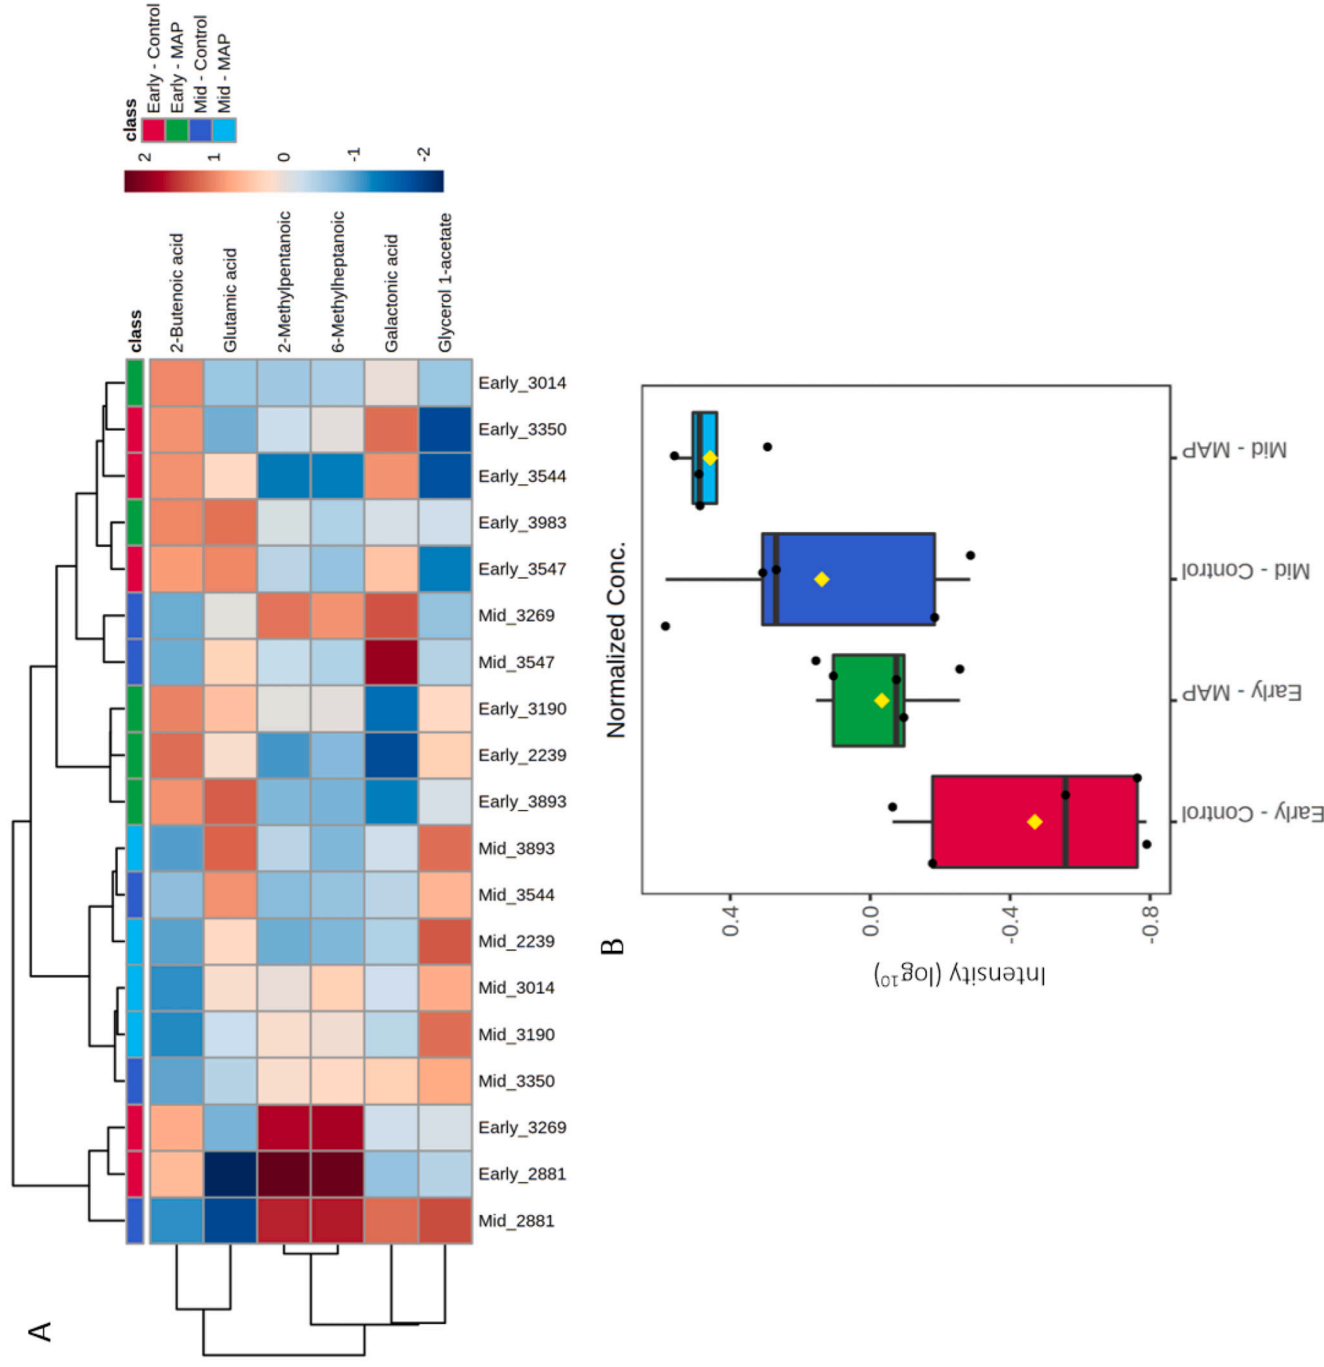 A
class
Early - Control
Early - MAP
Mid - Control
Mid - MAP
2
1
0
-1
-2
class
2-Butenoic acid
Glutamic acid
2-Methylpentanoic
6-Methylheptanoic
Galactonic acid
Glycerol 1-acetate
Early_3014
Early_3350
Early_3544
Early_3983
Early_3547
Mid_3269
Mid_3547
Early_3190
Early_2239
Early_3893
Mid_3893
Mid_3544
Mid_2239
Mid_3014
Mid_3190
Mid_3350
Early_3269
Early_2881
Mid_2881
B
Normalized Conc.
Intensity (log10)
0.4
0.0
-0.4
-0.8
Early - Control
Early - MAP
Mid - Control
Mid - MAP